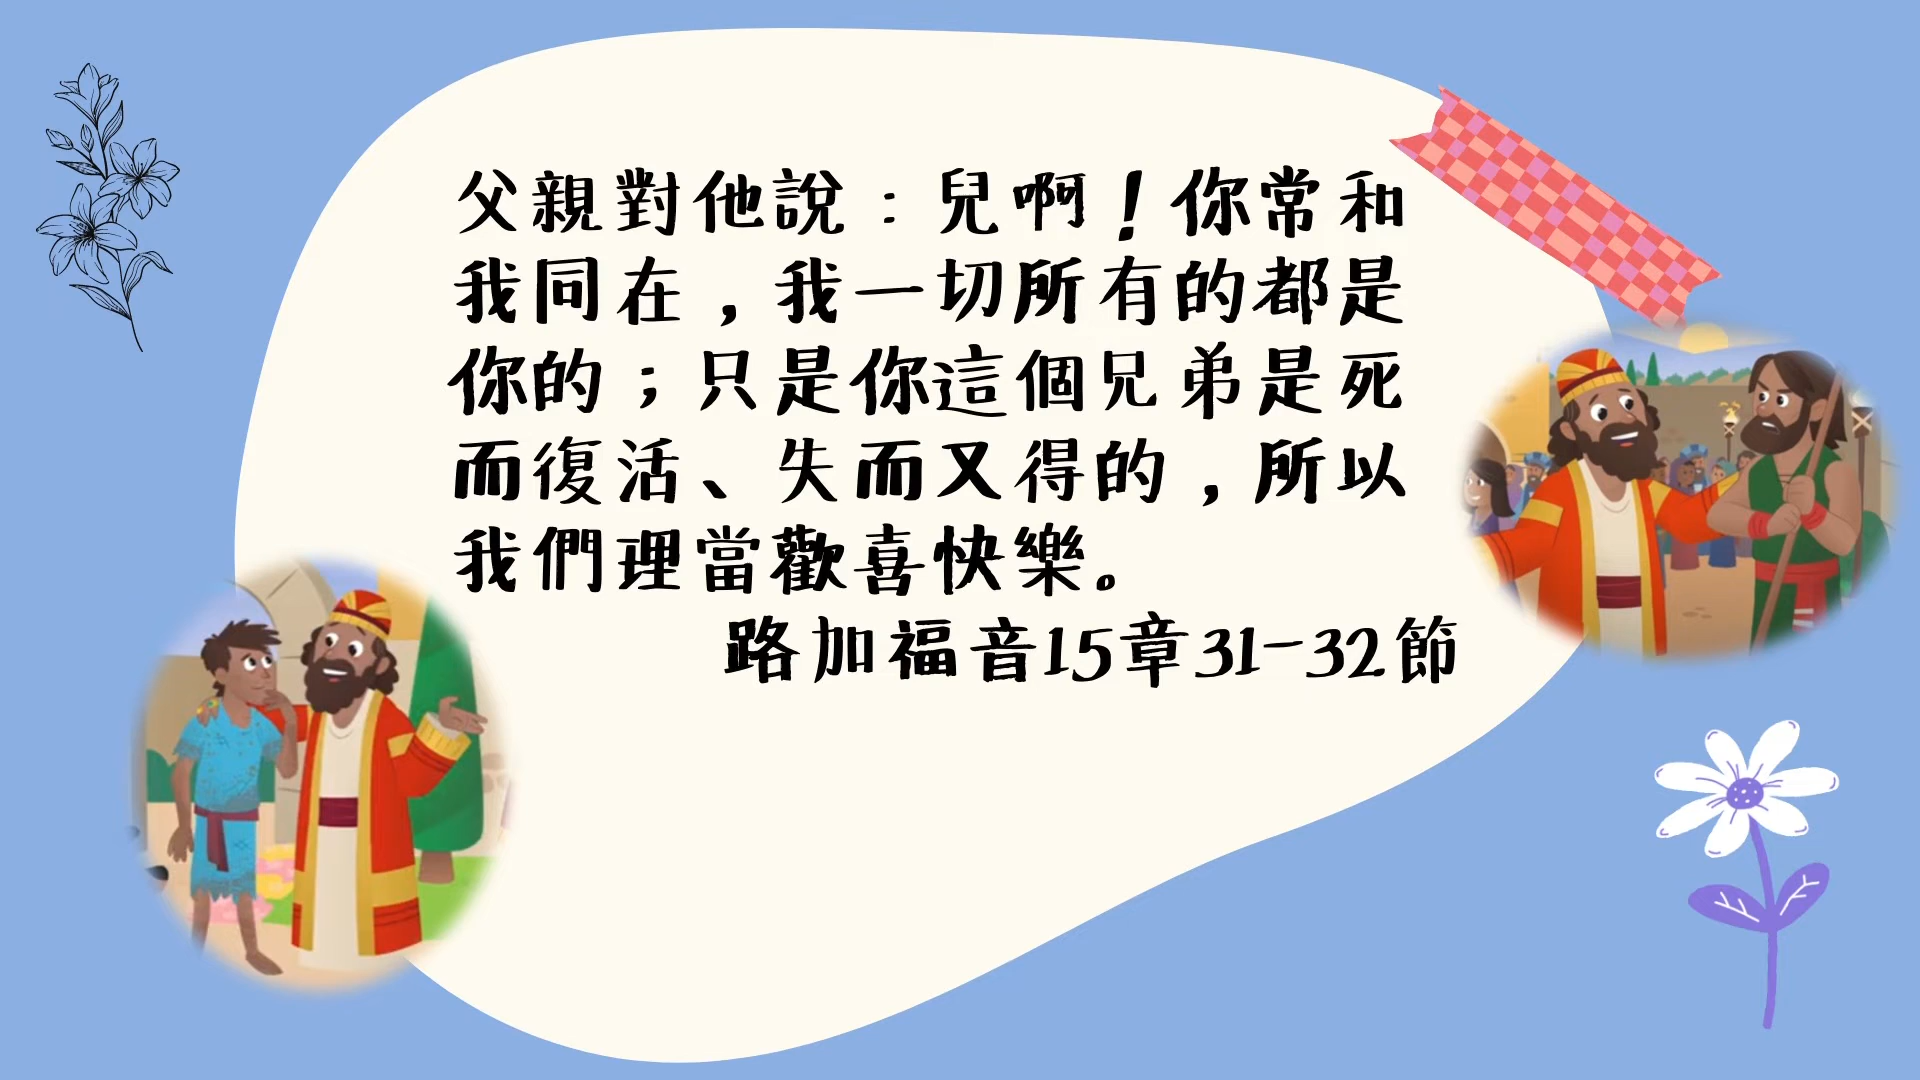 父親對他說：兒啊！你常和
我同在，我一切所有的都是
你的；只是你這個兄弟是死
而復活、失而又得的，所以
我們理當歡喜快樂。
路加福音15章31-32節